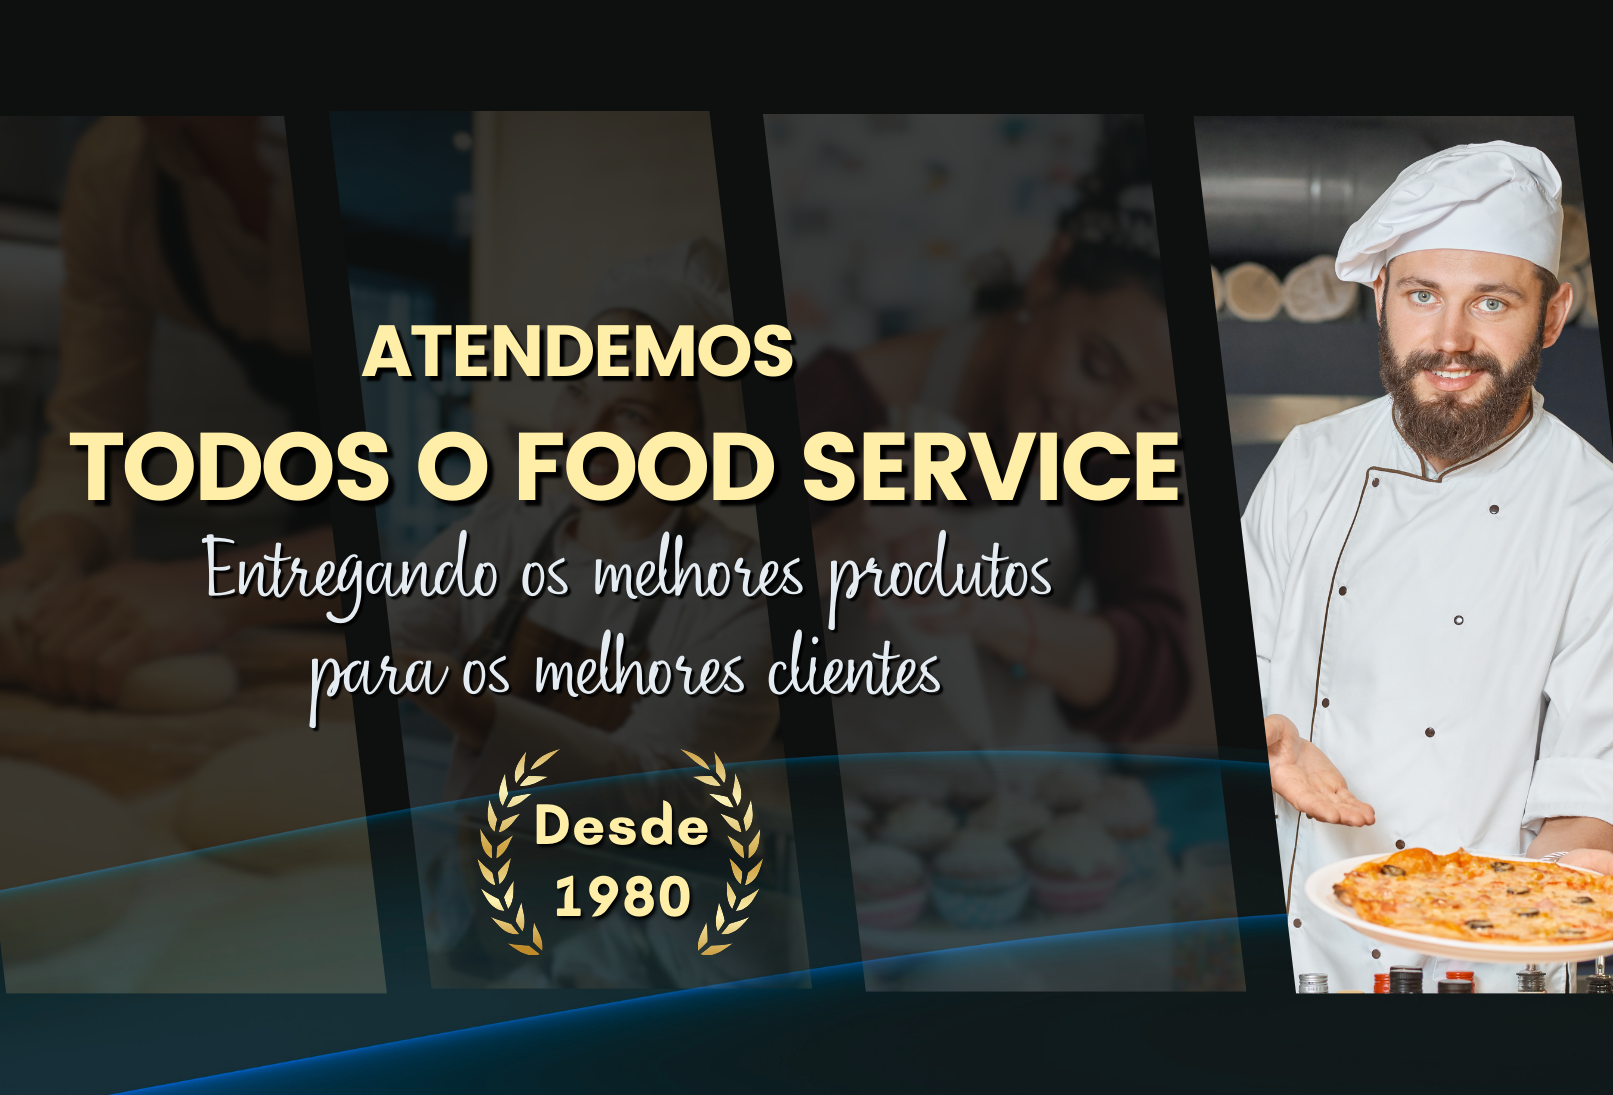 ATENDEMOS
TODOS O FOOD SERVICE
Entregando os melhores produtos
para os melhores clientes
Desde
1980